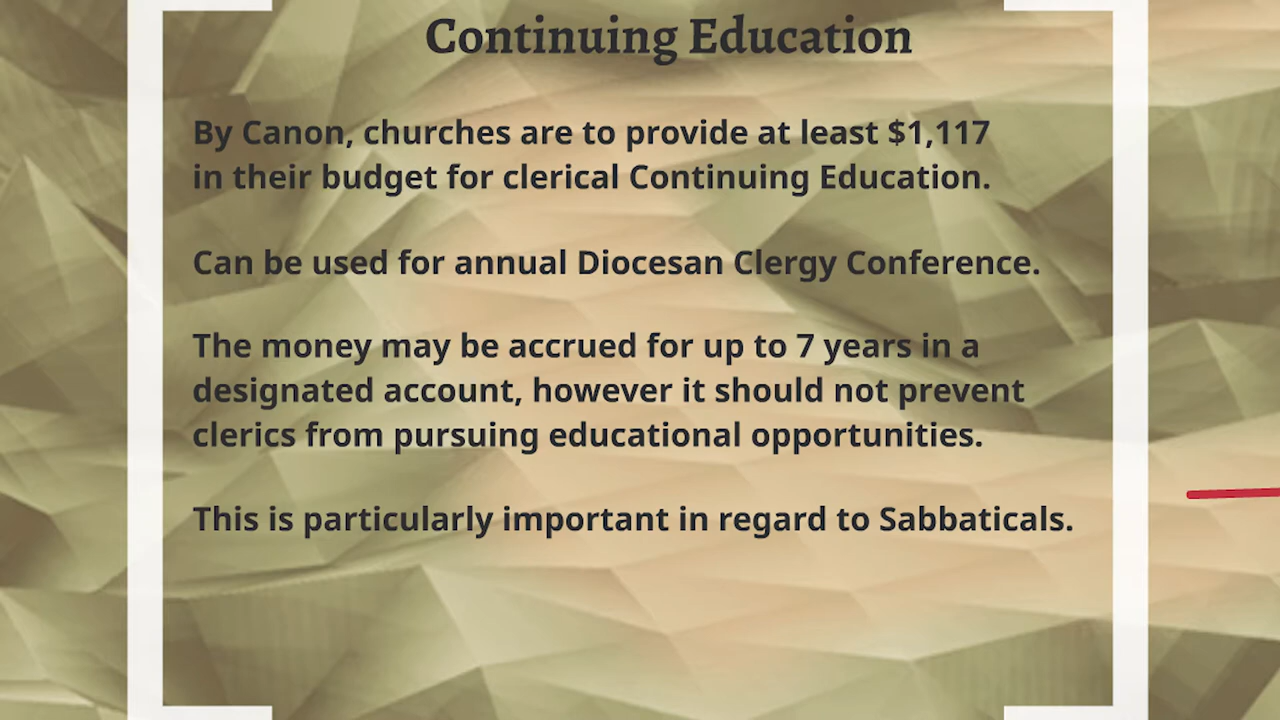 Continuing Education
By Canon, churches are to provide at least $1,117
in their budget for clerical Continuing Education.
Can be used for annual Diocesan Clergy Conference.
The money may be accrued for up to 7 years in a
designated account, however it should not prevent
clerics from pursuing educational opportunities.
This is particularly important in regard to Sabbaticals.